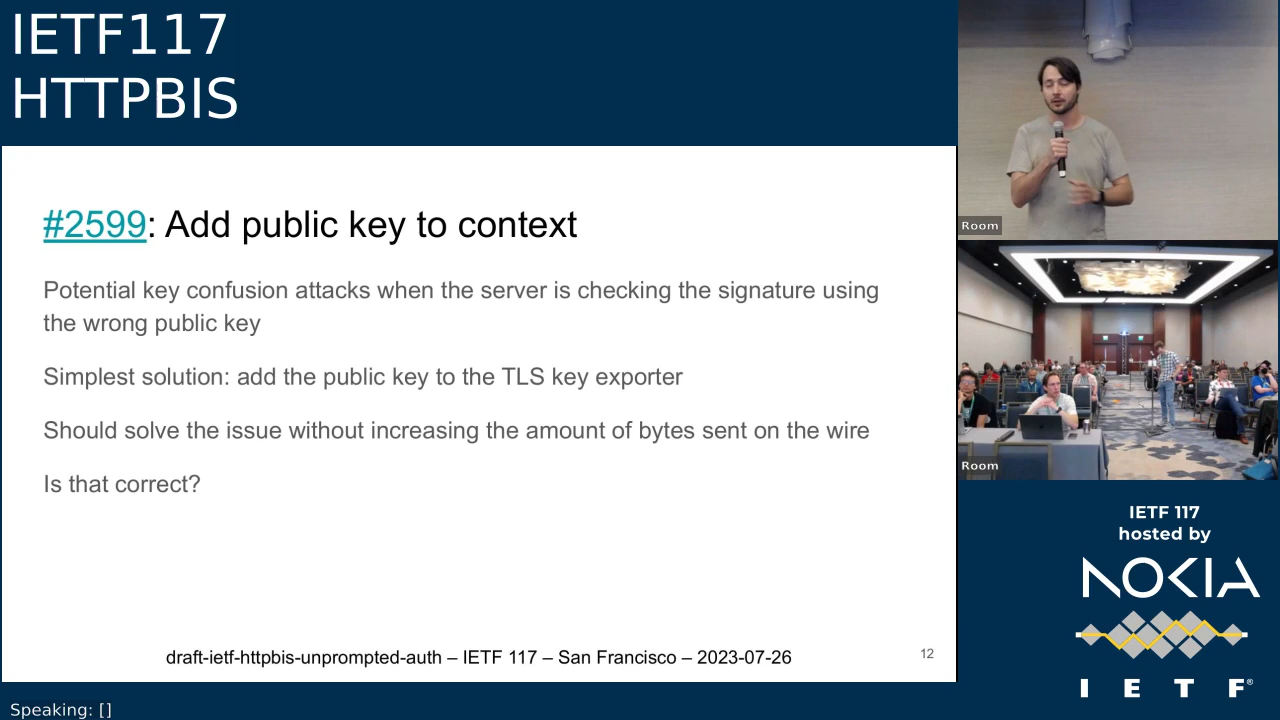 IETF117
HTTPBIS
#2599: Add public key to context
Potential key confusion attacks when the server is checking the signature using
the wrong public key
Simplest solution: add the public key to the TLS key exporter
Should solve the issue without increasing the amount of bytes sent on the wire
Is that correct?
draft-ietf-httpbis-unprompted-auth – IETF 117 – San Francisco – 2023-07-26
12
Speaking: []
Room
Room
IETF 117
hosted by
NOKIA
I E T F®